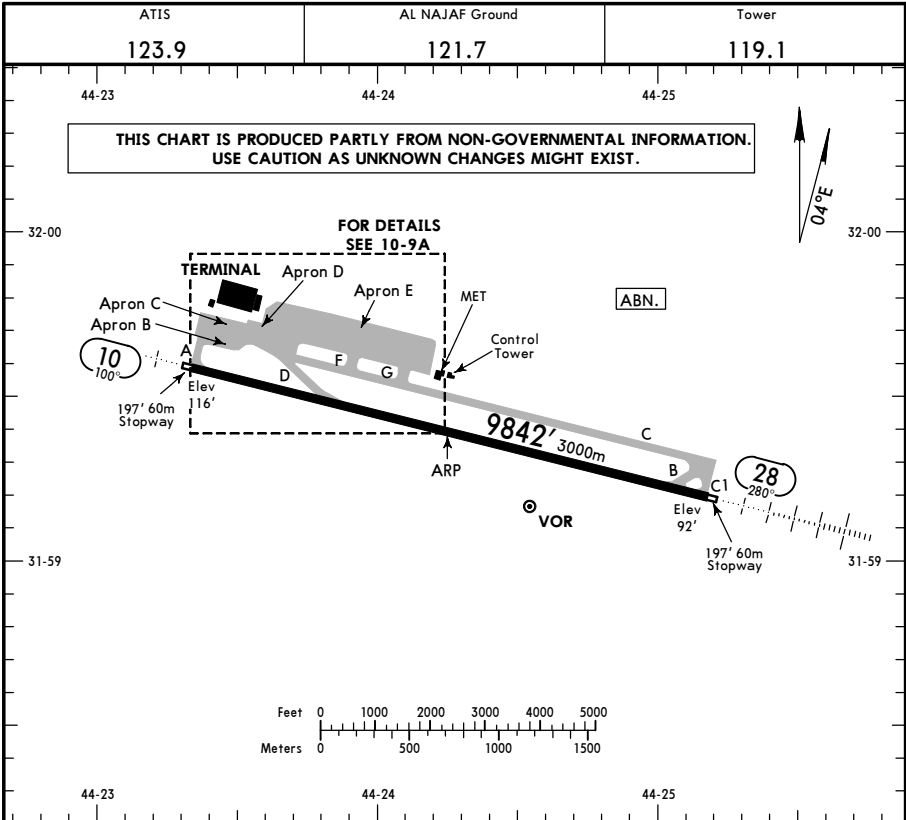 ATIS
123.9
AL NAJAF Ground
121.7
Tower
119.1
44-23
44-24
44-25
THIS CHART IS PRODUCED PARTLY FROM NON-GOVERNMENTAL INFORMATION.
USE CAUTION AS UNKNOWN CHANGES MIGHT EXIST.
04°E
32-00
32-00
FOR DETAILS
SEE 10-9A
TERMINAL
Apron D
Apron E
MET
ABN.
Apron C
Apron B
Control
Tower
A
10
100°
F
G
D
Elev
116'
197' 60m
Stopway
9842' 3000m
C
ARP
B
28
280°
C1
VOR
Elev
92'
197' 60m
Stopway
31-59
31-59
Feet 0 1000 2000 3000 4000 5000
Meters 0 500 1000 1500
44-23
44-24
44-25